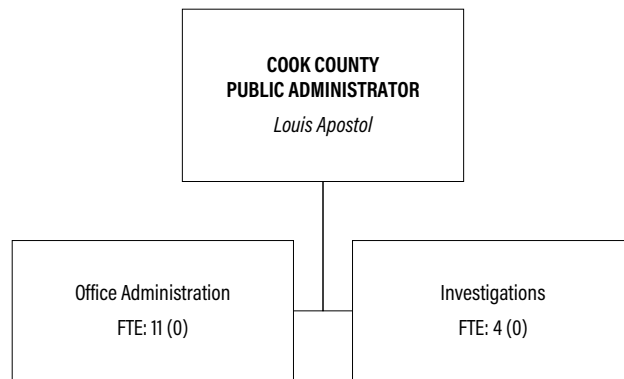 COOK COUNTY
PUBLIC ADMINISTRATOR
Louis Apostol
Office Administration
FTE: 11 (0)
Investigations
FTE: 4 (0)